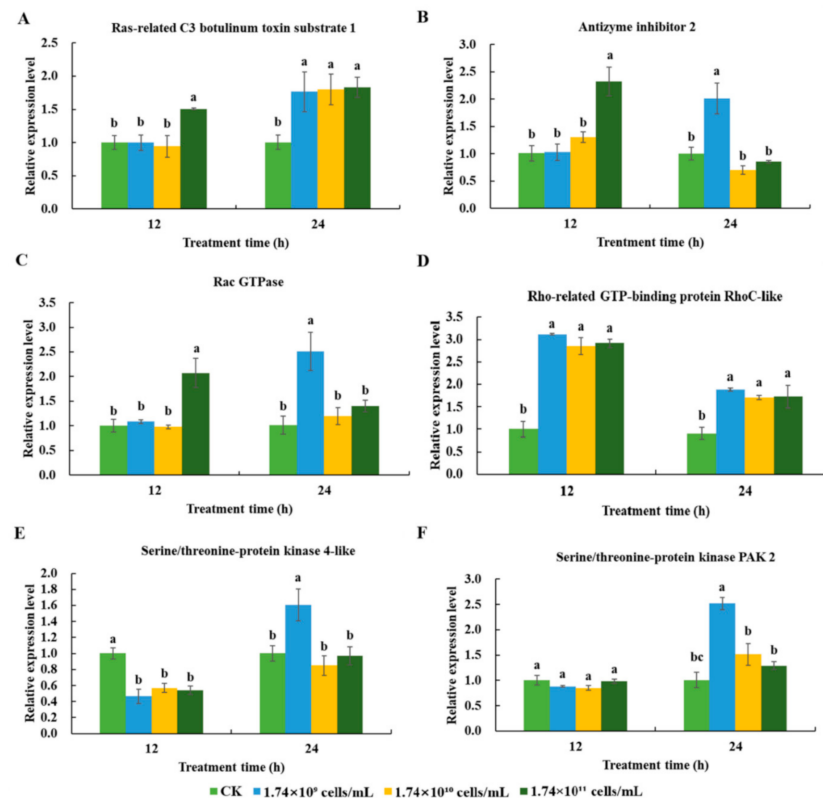 A
Ras-related C3 botulinum toxin substrate 1
Relative expression level
2.5
2.0
1.5
1.0
0.5
0.0
b b b a
b a a a
12 24
Treatment time (h)
B
Antizyme inhibitor 2
Relative expression level
3.0
2.5
2.0
1.5
1.0
0.5
0.0
b b b a
b a b b
12 24
Trentment time (h)
C
Rac GTPase
Relative expression level
3.5
3.0
2.5
2.0
1.5
1.0
0.5
0.0
b b b a
b a b b
12 24
Treatment time (h)
D
Rho-related GTP-binding protein RhoC-like
Relative expression level
3.5
3.0
2.5
2.0
1.5
1.0
0.5
0.0
b a a a
b a a a
12 24
Treatment time (h)
E
Serine/threonine-protein kinase 4-like
Relative expression level
2.0
1.8
1.6
1.4
1.2
1.0
0.8
0.6
0.4
0.2
0.0
a b b b
b a b b
12 24
Treatment time (h)
F
Serine/threonine-protein kinase PAK 2
Relative expression level
3.0
2.5
2.0
1.5
1.0
0.5
0.0
a a a a
bc a b b
12 24
Treatment time (h)
CK 1.74×10⁹ cells/mL 1.74×10¹⁰ cells/mL 1.74×10¹¹ cells/mL